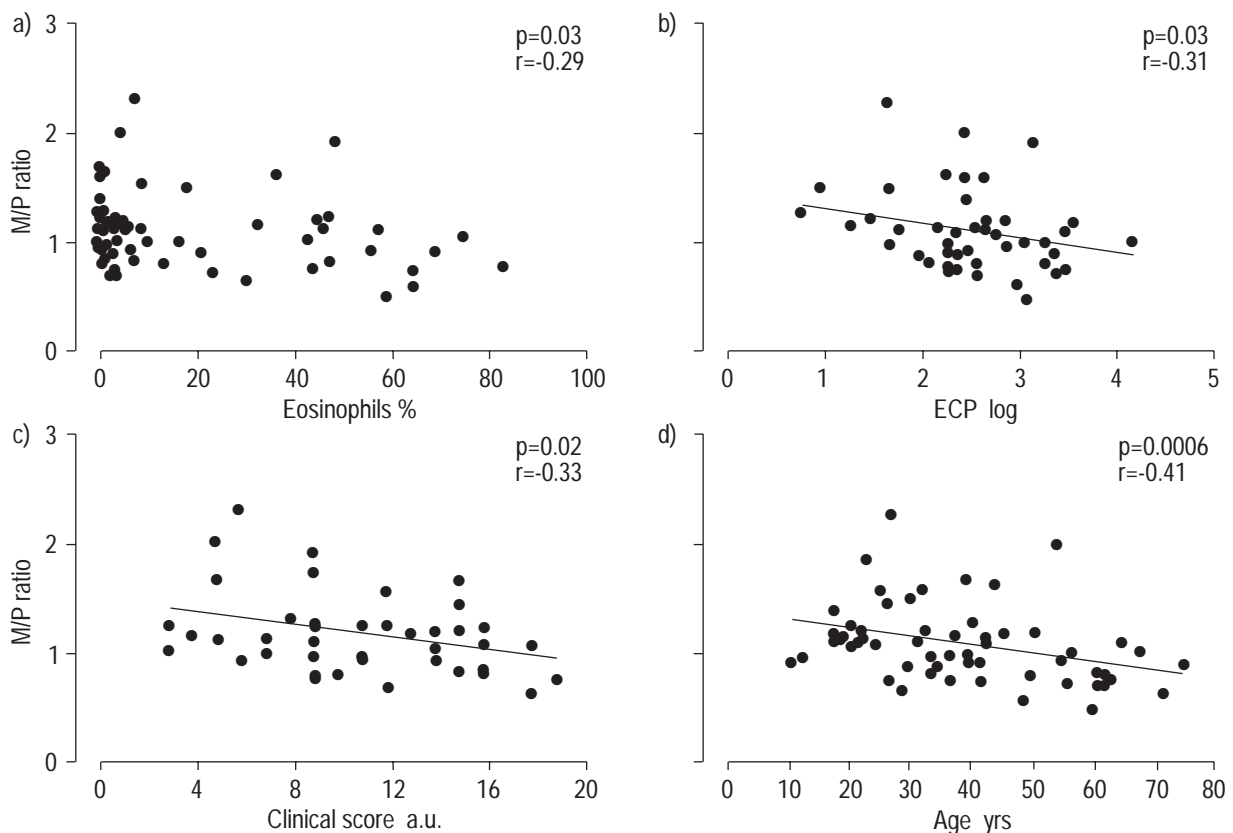 a)
3
2
1
0
M/P ratio
p=0.03
r=-0.29
0 20 40 60 80 100
Eosinophils %
b)
p=0.03
r=-0.31
0 1 2 3 4 5
ECP log
c)
3
2
1
0
M/P ratio
p=0.02
r=-0.33
0 4 8 12 16 20
Clinical score a.u.
d)
p=0.0006
r=-0.41
0 10 20 30 40 50 60 70 80
Age yrs